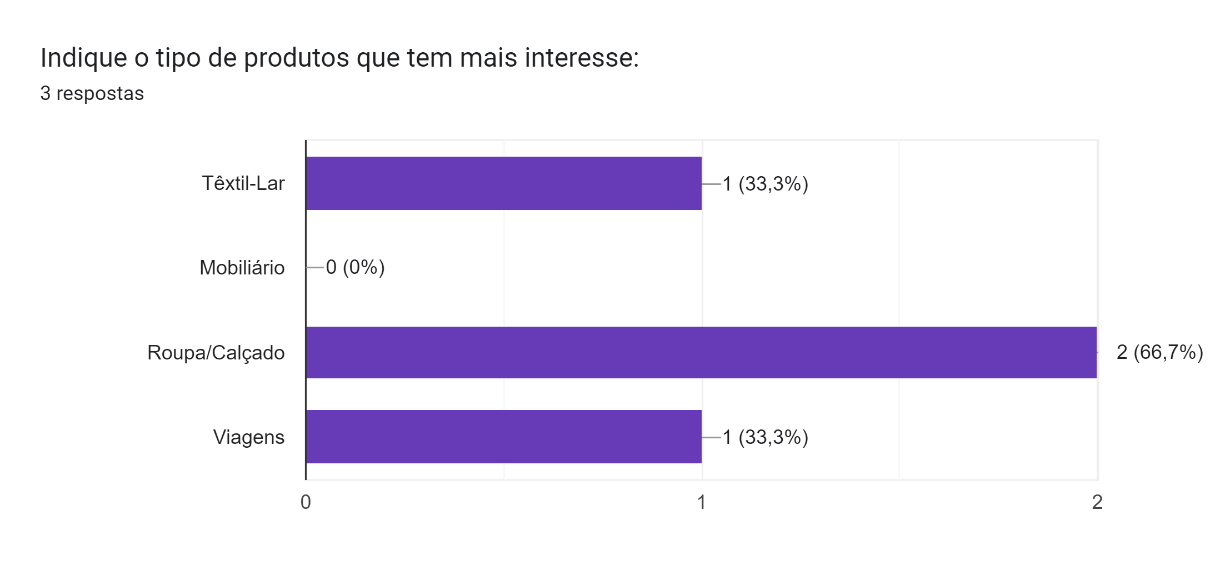 Indique o tipo de produtos que tem mais interesse:
3 respostas
Têxtil-Lar
1 (33,3%)
Mobiliário
0 (0%)
Roupa/Calçado
2 (66,7%)
Viagens
1 (33,3%)
0
1
2